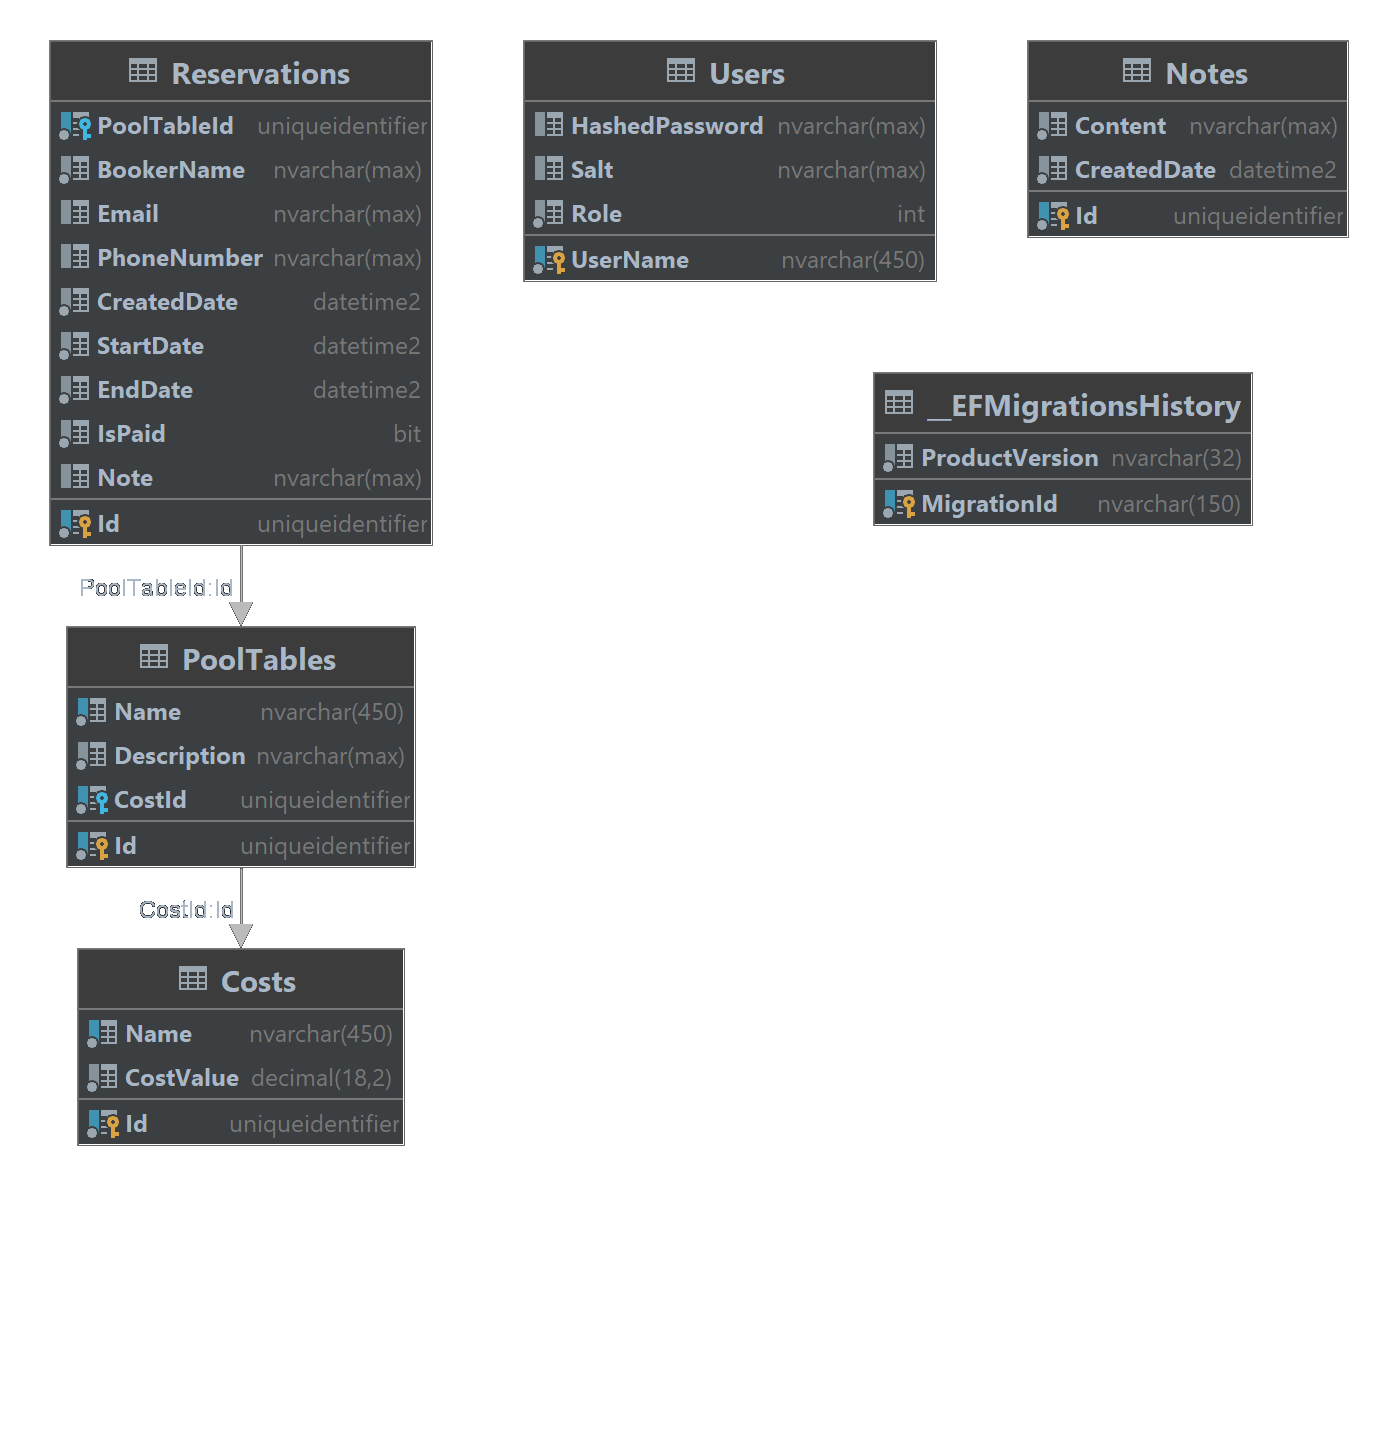 Reservations
PoolTableId uniqueidentifier
BookerName nvarchar(max)
Email nvarchar(max)
PhoneNumber nvarchar(max)
CreatedDate datetime2
StartDate datetime2
EndDate datetime2
IsPaid bit
Note nvarchar(max)
Id uniqueidentifier
PoolTableId:Id
PoolTables
Name nvarchar(450)
Description nvarchar(max)
CostId uniqueidentifier
Id uniqueidentifier
CostId:Id
Costs
Name nvarchar(450)
CostValue decimal(18,2)
Id uniqueidentifier
Users
HashedPassword nvarchar(max)
Salt nvarchar(max)
Role int
UserName nvarchar(450)
Notes
Content nvarchar(max)
CreatedDate datetime2
Id uniqueidentifier
__EFMigrationsHistory
ProductVersion nvarchar(32)
MigrationId nvarchar(150)